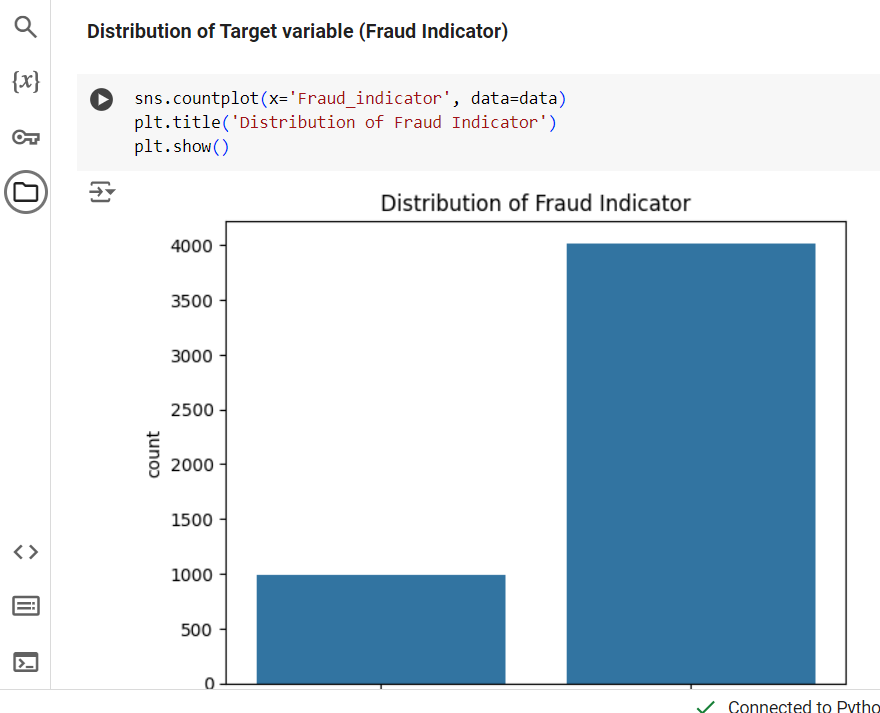 Distribution of Target variable (Fraud Indicator)
{x}
sns.countplot(x='Fraud_indicator', data=data)
plt.title('Distribution of Fraud Indicator')
plt.show()
Distribution of Fraud Indicator
4000
3500
3000
2500
count
2000
1500
1000
500
0
Connected to Pytho